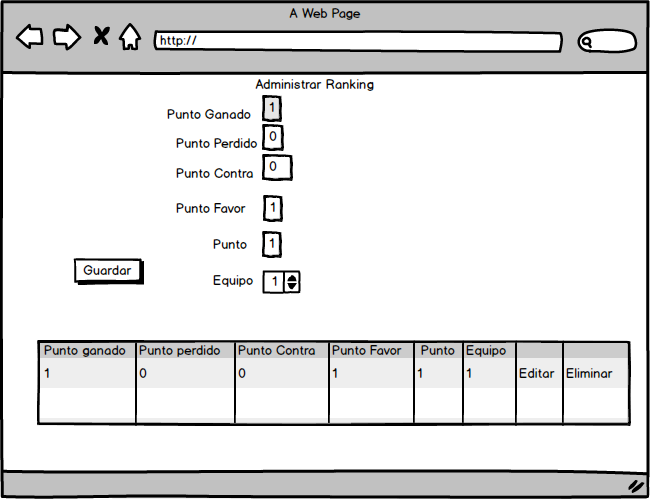 A Web Page
http://
Administrar Ranking
Punto Ganado 1
Punto Perdido 0
Punto Contra 0
Punto Favor 1
Punto 1
Guardar
Equipo 1
Punto ganado Punto perdido Punto Contra Punto Favor Punto Equipo
1 0 0 1 1 1 Editar Eliminar